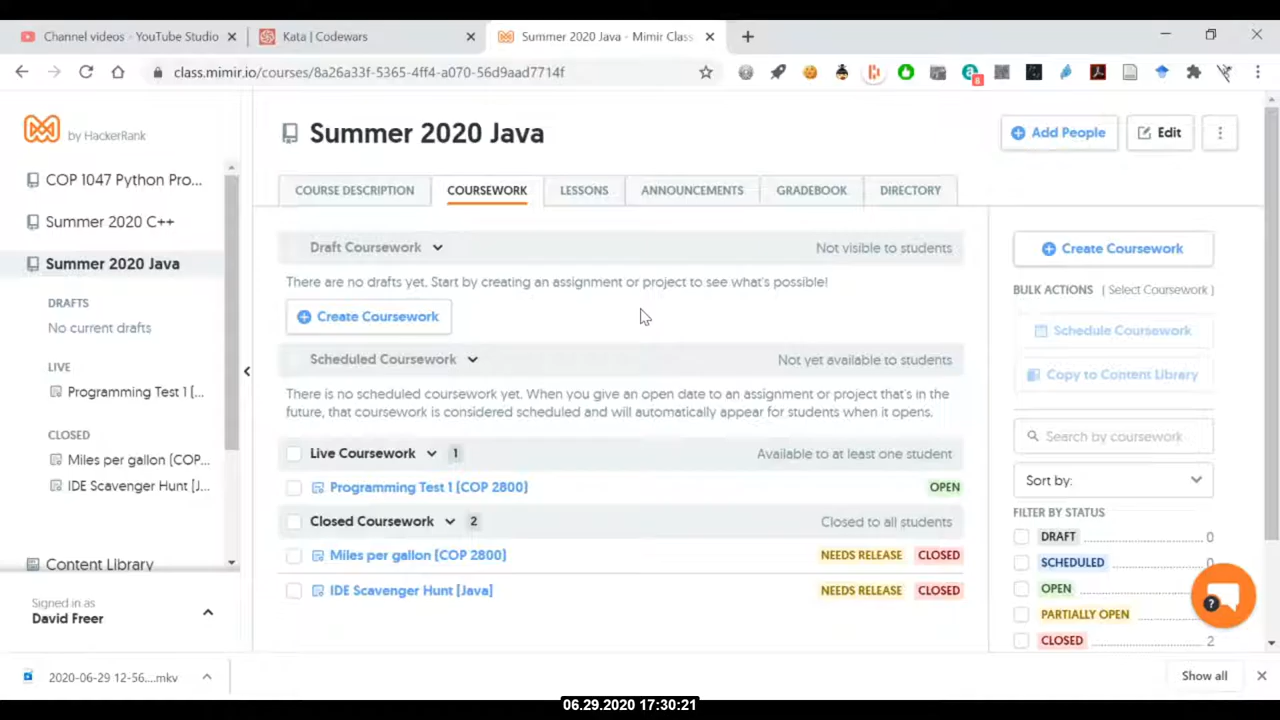 Channel videos - YouTube Studio
Kata | Codewars
Summer 2020 Java - Mimir Class
class.mimir.io/courses/8a26a33f-5365-4ff4-a070-56d9aad7714f
8
by HackerRank
COP 1047 Python Pro...
Summer 2020 C++
Summer 2020 Java
DRAFTS
No current drafts
LIVE
Programming Test 1 [...
CLOSED
Miles per gallon [COP...
IDE Scavenger Hunt [J...
Content Library
Signed in as
David Freer
Summer 2020 Java
Add People
Edit
COURSE DESCRIPTION
COURSEWORK
LESSONS
ANNOUNCEMENTS
GRADEBOOK
DIRECTORY
Draft Coursework
Not visible to students
There are no drafts yet. Start by creating an assignment or project to see what's possible!
Create Coursework
Scheduled Coursework
Not yet available to students
There is no scheduled coursework yet. When you give an open date to an assignment or project that's in the
future, that coursework is considered scheduled and will automatically appear for students when it opens.
Live Coursework 1
Available to at least one student
Programming Test 1 [COP 2800]
OPEN
Closed Coursework 2
Closed to all students
Miles per gallon [COP 2800]
NEEDS RELEASE CLOSED
IDE Scavenger Hunt [Java]
NEEDS RELEASE CLOSED
Create Coursework
BULK ACTIONS ( Select Coursework )
Schedule Coursework
Copy to Content Library
Search by coursework
Sort by:
FILTER BY STATUS
DRAFT 0
SCHEDULED 0
OPEN
PARTIALLY OPEN
CLOSED 2
?
2020-06-29 12-56....mkv
Show all
06.29.2020 17:30:21